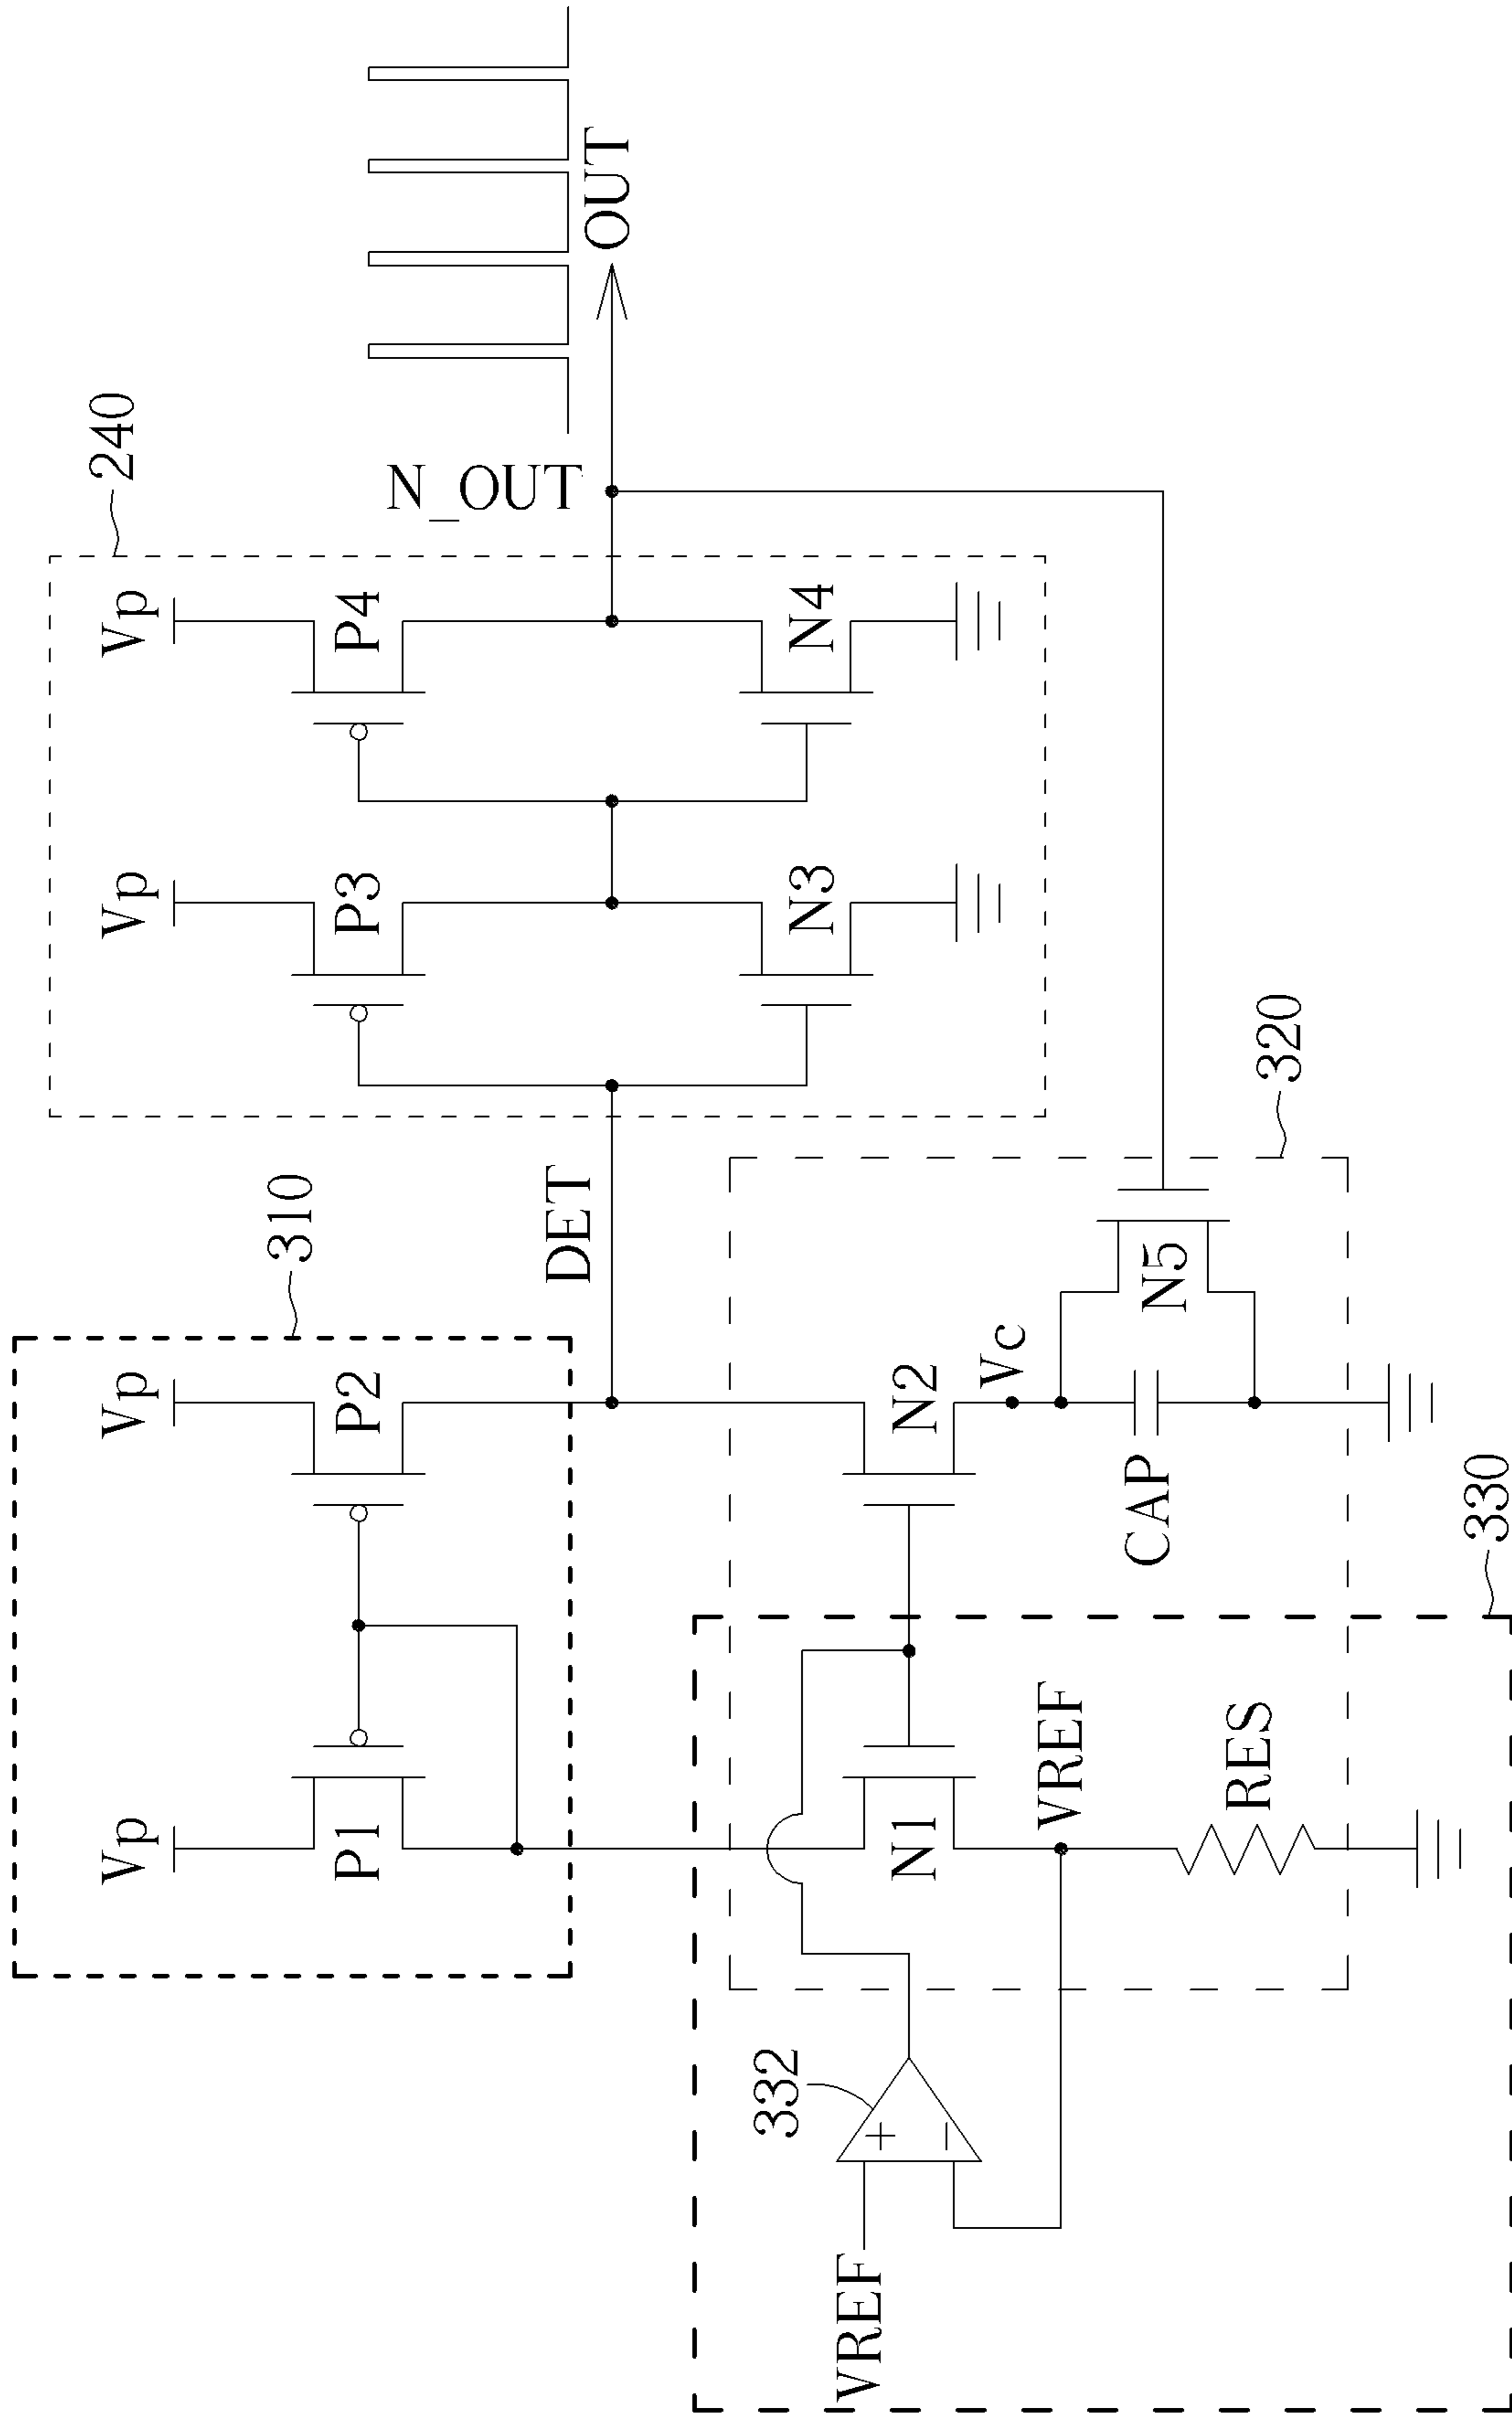 310
240
Vp
Vp
Vp
Vp
P1
P2
P3
P4
N_OUT
DET
OUT
332
VREF
N1
N2
N3
N4
VREF
Vc
RES
CAP
N5
320
330